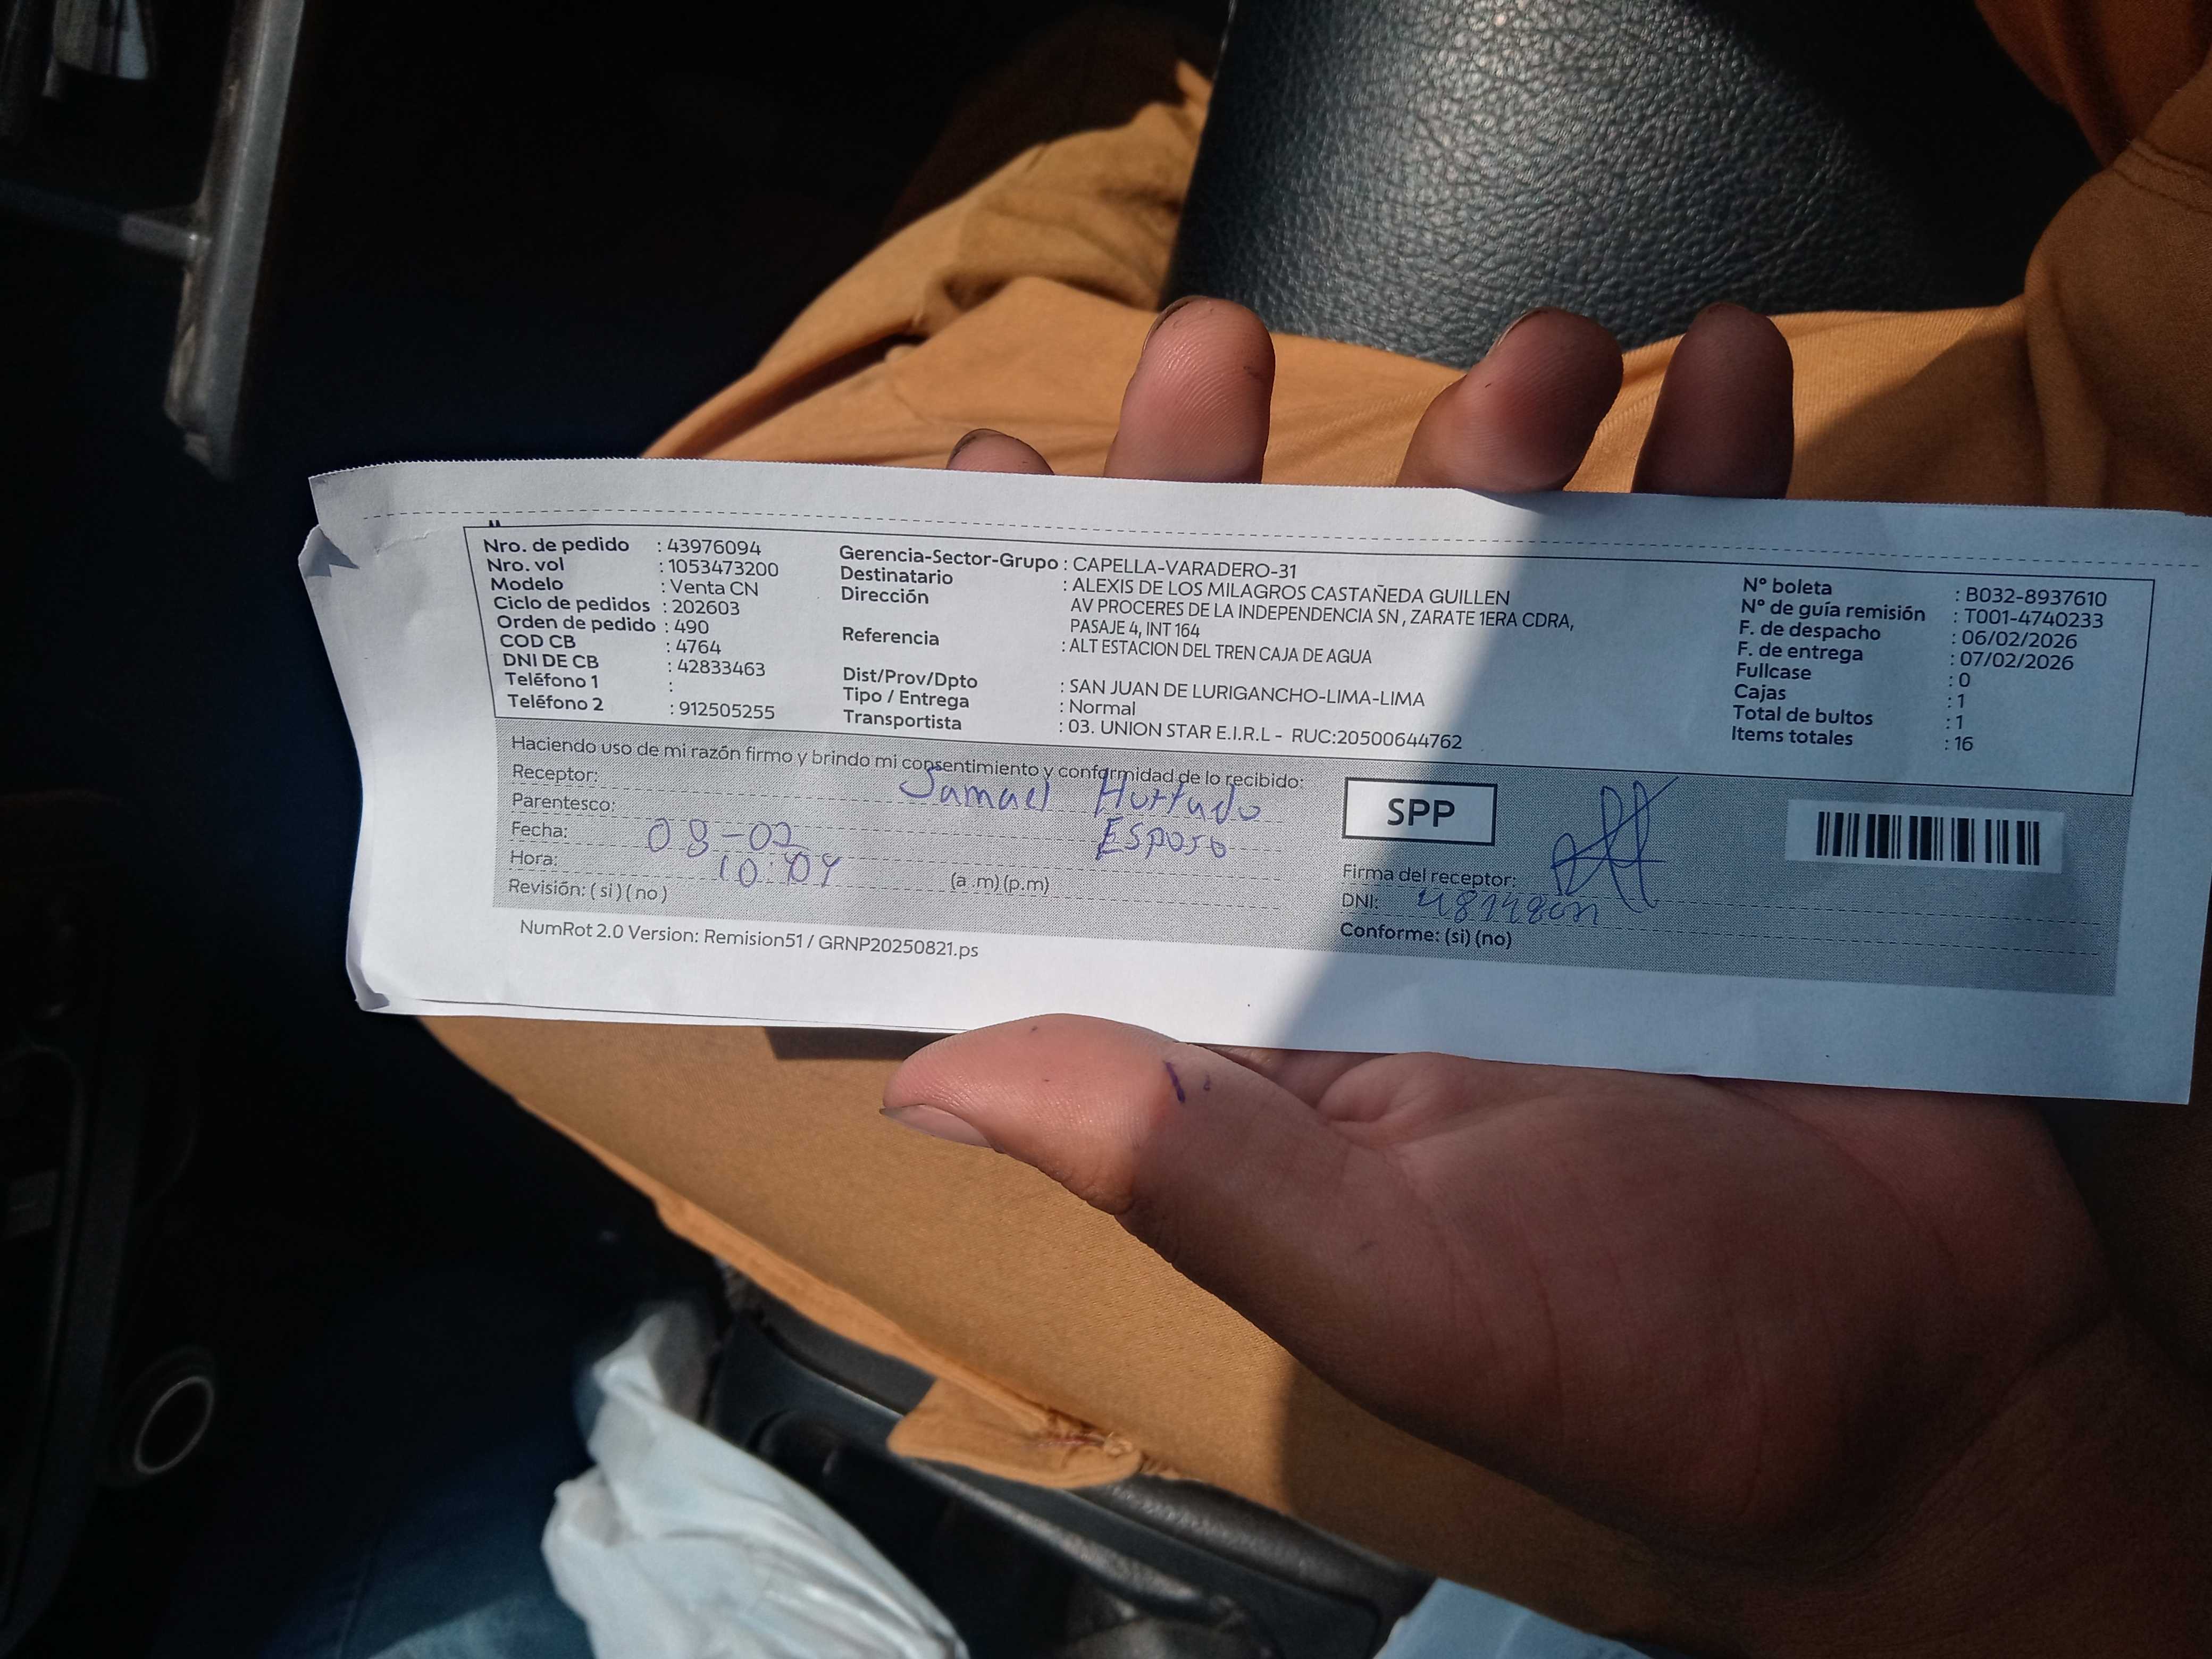 Nro. de pedido : 43976094
Nro. vol : 1053473200
Modelo : Venta CN
Ciclo de pedidos : 202603
Orden de pedido : 490
COD CB : 4764
DNI DE CB : 42833463
Teléfono 1 :
Teléfono 2 : 912505255
Gerencia-Sector-Grupo : CAPELLA-VARADERO-31
Destinatario : ALEXIS DE LOS MILAGROS CASTAÑEDA GUILLEN
Dirección AV PROCERES DE LA INDEPENDENCIA SN , ZARATE 1ERA CDRA,
PASAJE 4, INT 164
Referencia : ALT ESTACION DEL TREN CAJA DE AGUA
Dist/Prov/Dpto : SAN JUAN DE LURIGANCHO-LIMA-LIMA
Tipo / Entrega : Normal
Transportista : 03. UNION STAR E.I.R.L - RUC:20500644762
N° boleta : B032-8937610
N° de guía remisión : T001-4740233
F. de despacho : 06/02/2026
F. de entrega : 07/02/2026
Fullcase : 0
Cajas : 1
Total de bultos : 1
Items totales : 16
Haciendo uso de mi razón firmo y brindo mi consentimiento y conformidad de lo recibido:
Receptor: Samael Hurtado
Parentesco: Esposo
Fecha: 08-02
Hora: 10:04 (a .m) (p.m)
Revisión: ( si ) ( no )
SPP
Firma del receptor:
DNI:
Conforme: (si) (no)
NumRot 2.0 Version: Remision51 / GRNP20250821.ps